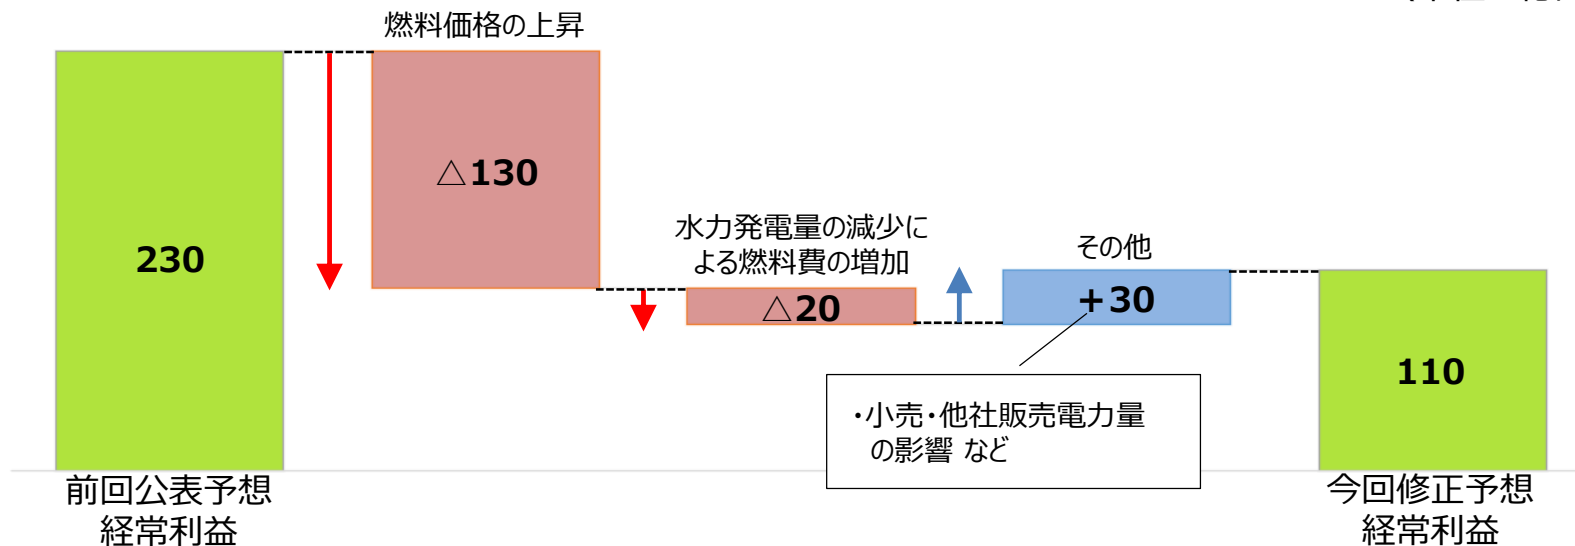 燃料価格の上昇
△130
230
水力発電量の減少に
よる燃料費の増加
△20
その他
+30
110
・小売・他社販売電力量
の影響 など
前回公表予想
経常利益
今回修正予想
経常利益